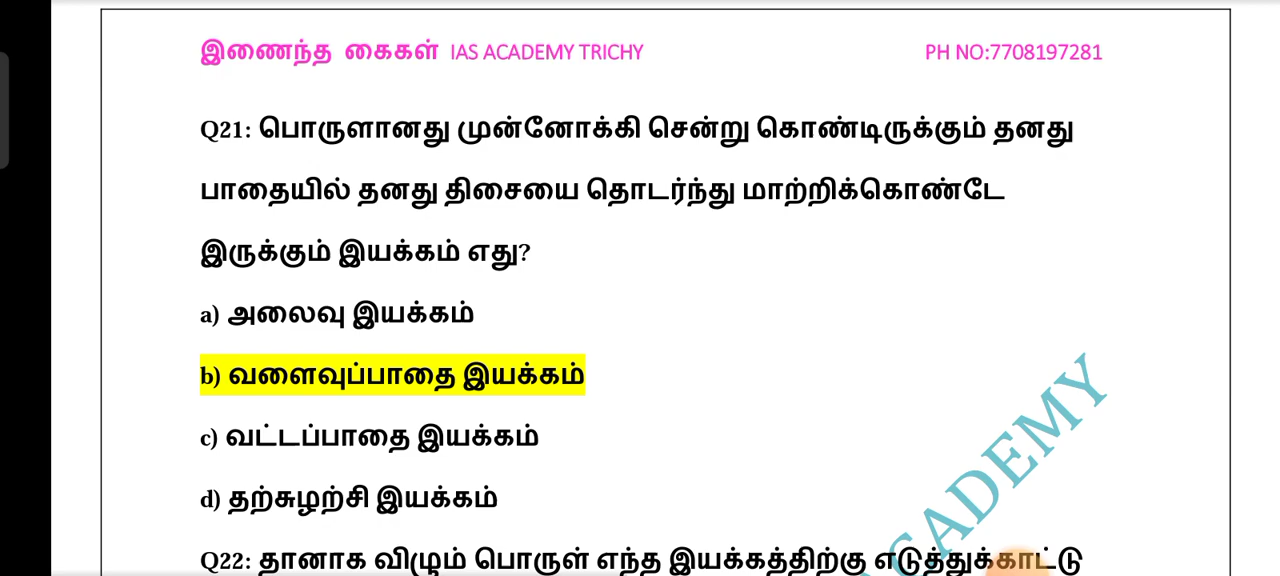 இணைந்த கைகள் IAS ACADEMY TRICHY PH NO:7708197281
Q21: பொருளானது முன்னோக்கி சென்று கொண்டிருக்கும் தனது
பாதையில் தனது திசையை தொடர்ந்து மாற்றிக்கொண்டே
இருக்கும் இயக்கம் எது?
a) அலைவு இயக்கம்
b) வளைவுப்பாதை இயக்கம்
c) வட்டப்பாதை இயக்கம்
d) தற்சுழற்சி இயக்கம்
Q22: தானாக விழும் பொருள் எந்த இயக்கத்திற்கு எடுத்துக்காட்டு